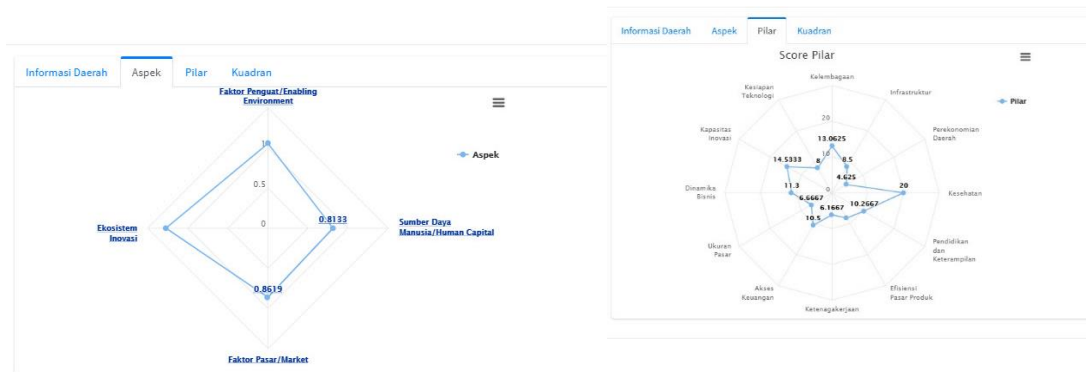 Informasi Daerah Aspek Pilar Kuadran
Faktor Penguat/Enabling
Environment
Aspek
1
0.5
0
0.8133
Sumber Daya
Manusia/Human Capital
Ekosistem
Inovasi
0.8619
Faktor Pasar/Market
Informasi Daerah Aspek Pilar Kuadran
Score Pilar
Kelembagaan
Kesiapan
Teknologi
Infrastruktur
Pilar
20
Kapasitas
Inovasi
Perekonomian
Daerah
13.0625
10
14.5333
8
8.5
4.625
Dinamika
Bisnis
11.3
0
20
Kesehatan
6.6667
6.1667
10.2667
10.5
Ukuran
Pasar
Pendidikan
dan
Keterampilan
Akses
Keuangan
Efisiensi
Pasar Produk
Ketenagakerjaan